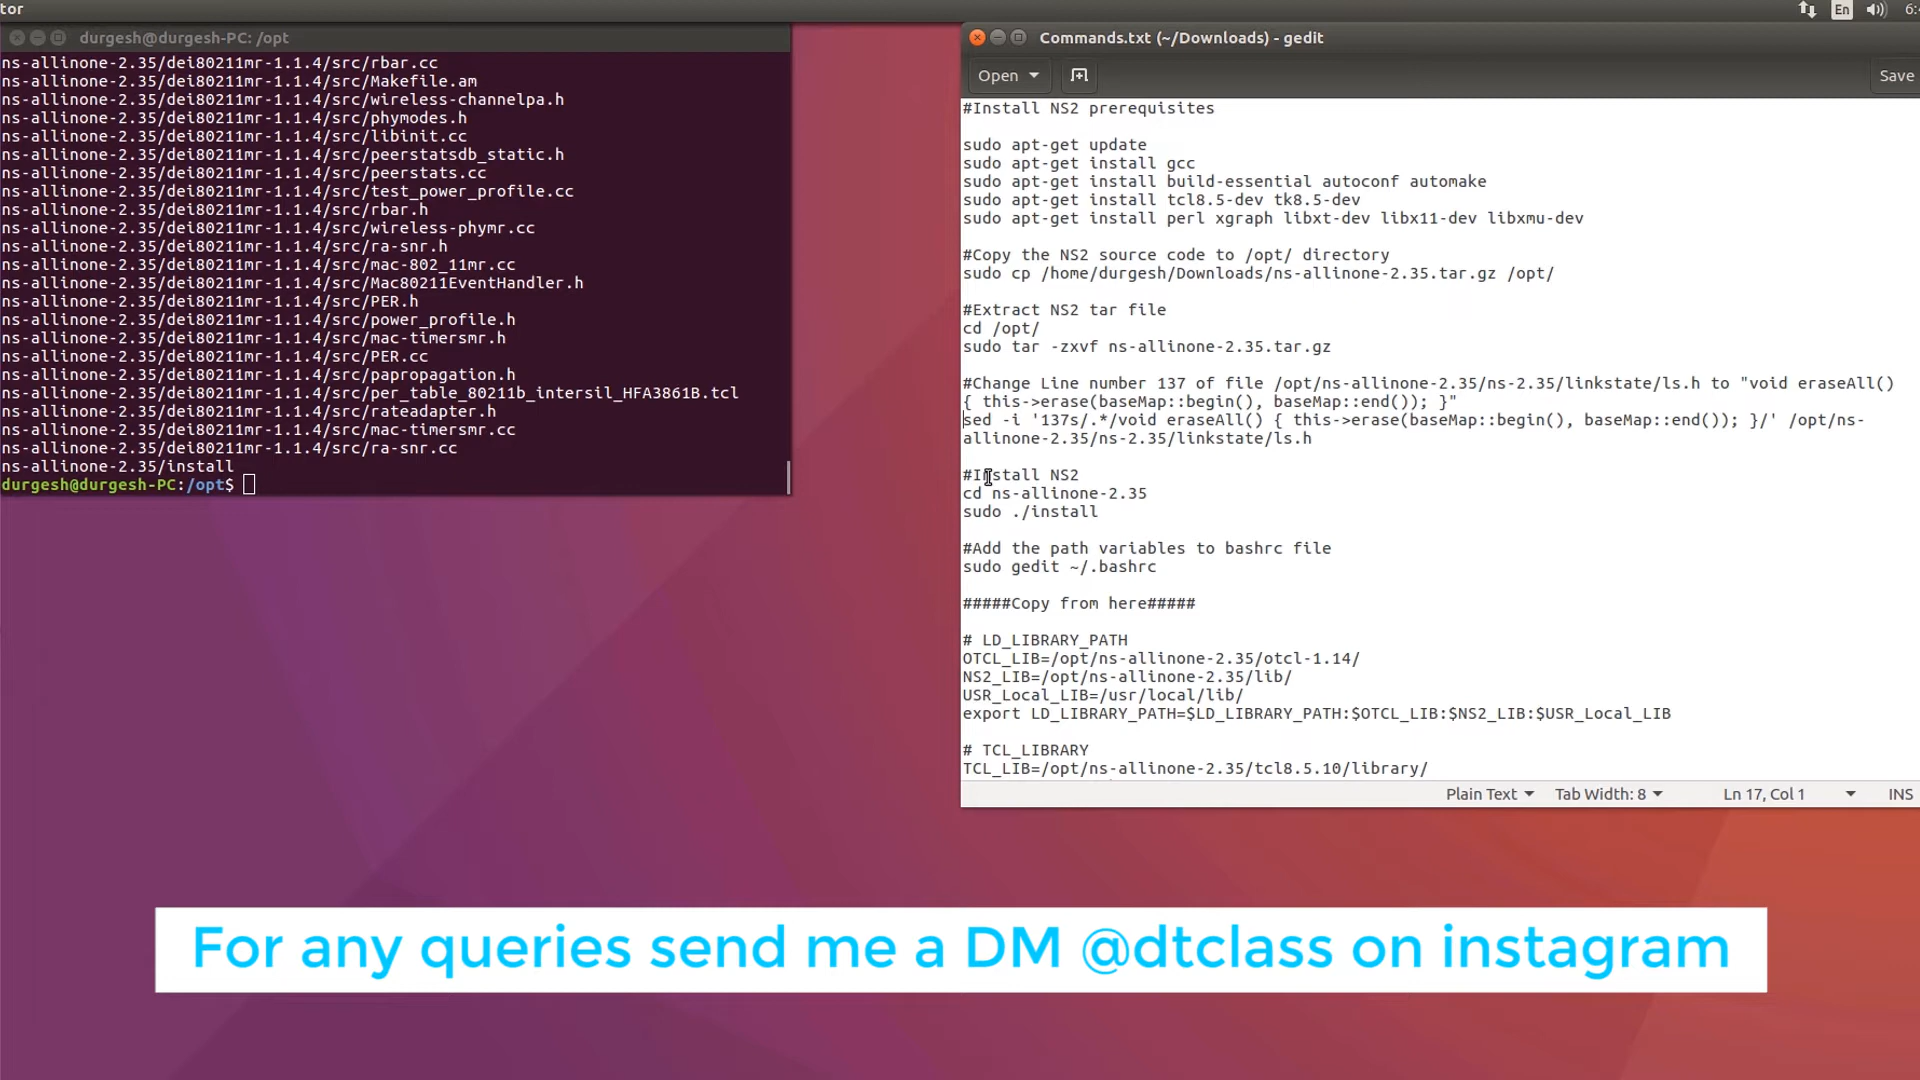 tor
En
6:
durgesh@durgesh-PC: /opt
ns-allinone-2.35/dei80211mr-1.1.4/src/rbar.cc
ns-allinone-2.35/dei80211mr-1.1.4/src/Makefile.am
ns-allinone-2.35/dei80211mr-1.1.4/src/wireless-channelpa.h
ns-allinone-2.35/dei80211mr-1.1.4/src/phymodes.h
ns-allinone-2.35/dei80211mr-1.1.4/src/libinit.cc
ns-allinone-2.35/dei80211mr-1.1.4/src/peerstatsdb_static.h
ns-allinone-2.35/dei80211mr-1.1.4/src/peerstats.cc
ns-allinone-2.35/dei80211mr-1.1.4/src/test_power_profile.cc
ns-allinone-2.35/dei80211mr-1.1.4/src/rbar.h
ns-allinone-2.35/dei80211mr-1.1.4/src/wireless-phymr.cc
ns-allinone-2.35/dei80211mr-1.1.4/src/ra-snr.h
ns-allinone-2.35/dei80211mr-1.1.4/src/mac-802_11mr.cc
ns-allinone-2.35/dei80211mr-1.1.4/src/Mac80211EventHandler.h
ns-allinone-2.35/dei80211mr-1.1.4/src/PER.h
ns-allinone-2.35/dei80211mr-1.1.4/src/power_profile.h
ns-allinone-2.35/dei80211mr-1.1.4/src/mac-timersmr.h
ns-allinone-2.35/dei80211mr-1.1.4/src/PER.cc
ns-allinone-2.35/dei80211mr-1.1.4/src/papropagation.h
ns-allinone-2.35/dei80211mr-1.1.4/src/per_table_80211b_intersil_HFA3861B.tcl
ns-allinone-2.35/dei80211mr-1.1.4/src/rateadapter.h
ns-allinone-2.35/dei80211mr-1.1.4/src/mac-timersmr.cc
ns-allinone-2.35/dei80211mr-1.1.4/src/ra-snr.cc
ns-allinone-2.35/install
durgesh@durgesh-PC:/opt$
Commands.txt (~/Downloads) - gedit
Open
Save
#Install NS2 prerequisites
sudo apt-get update
sudo apt-get install gcc
sudo apt-get install build-essential autoconf automake
sudo apt-get install tcl8.5-dev tk8.5-dev
sudo apt-get install perl xgraph libxt-dev libx11-dev libxmu-dev
#Copy the NS2 source code to /opt/ directory
sudo cp /home/durgesh/Downloads/ns-allinone-2.35.tar.gz /opt/
#Extract NS2 tar file
cd /opt/
sudo tar -zxvf ns-allinone-2.35.tar.gz
#Change Line number 137 of file /opt/ns-allinone-2.35/ns-2.35/linkstate/ls.h to "void eraseAll()
{ this->erase(baseMap::begin(), baseMap::end()); }"
sed -i '137s/.*/void eraseAll() { this->erase(baseMap::begin(), baseMap::end()); }/' /opt/ns-
allinone-2.35/ns-2.35/linkstate/ls.h
#Install NS2
cd ns-allinone-2.35
sudo ./install
#Add the path variables to bashrc file
sudo gedit ~/.bashrc
#####Copy from here#####
# LD_LIBRARY_PATH
OTCL_LIB=/opt/ns-allinone-2.35/otcl-1.14/
NS2_LIB=/opt/ns-allinone-2.35/lib/
USR_Local_LIB=/usr/local/lib/
export LD_LIBRARY_PATH=$LD_LIBRARY_PATH:$OTCL_LIB:$NS2_LIB:$USR_Local_LIB
# TCL_LIBRARY
TCL_LIB=/opt/ns-allinone-2.35/tcl8.5.10/library/
Plain Text
Tab Width: 8
Ln 17, Col 1
INS
For any queries send me a DM @dtclass on instagram